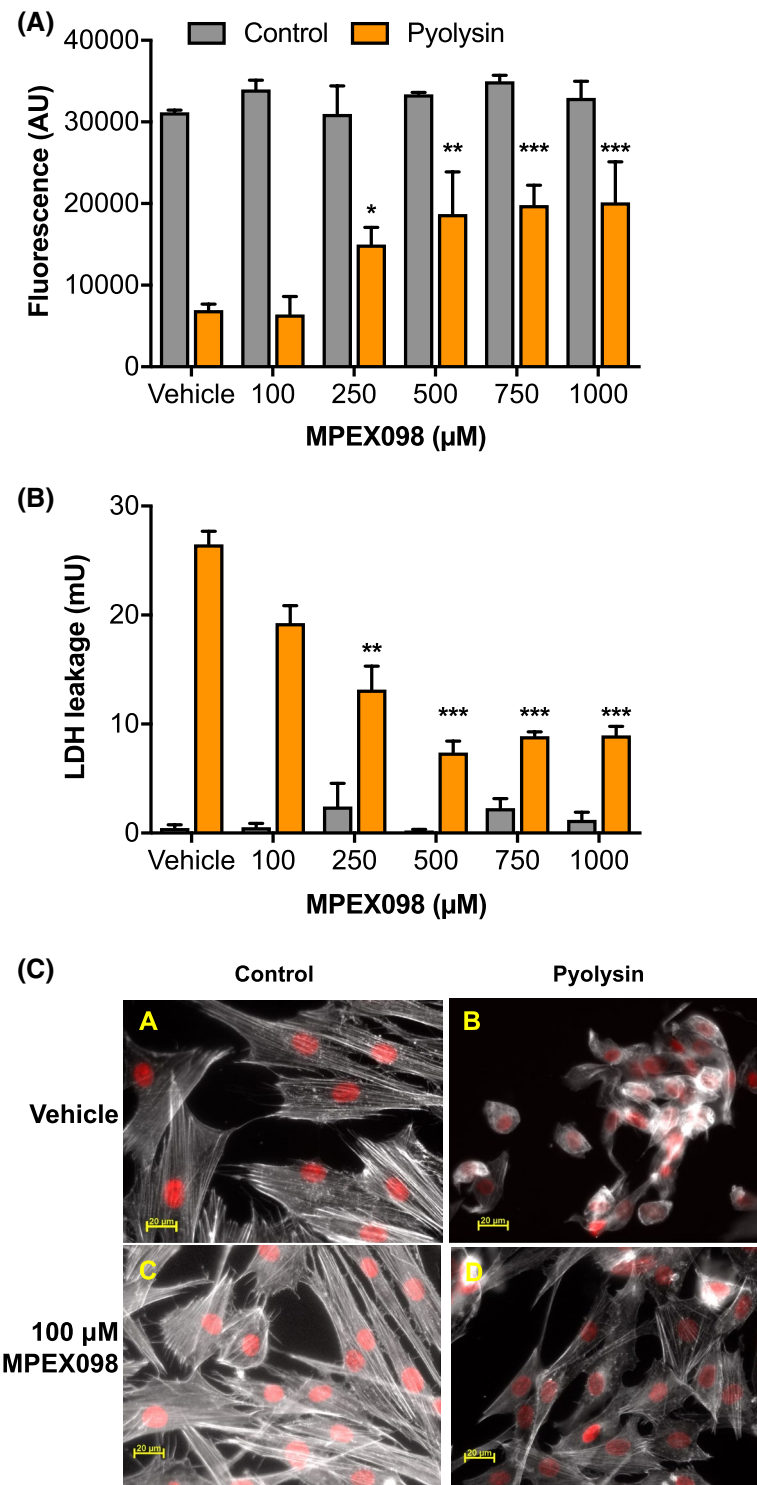 (A)
Control Pyolysin
Fluorescence (AU)
40000
30000
20000
10000
0
* ** *** ***
Vehicle 100 250 500 750 1000
MPEX098 (µM)
(B)
LDH leakage (mU)
30
20
10
0
** *** *** ***
Vehicle 100 250 500 750 1000
MPEX098 (µM)
(C)
Control Pyolysin
Vehicle
A B
20 µm 20 µm
100 µM
MPEX098
C D
20 µm 20 µm